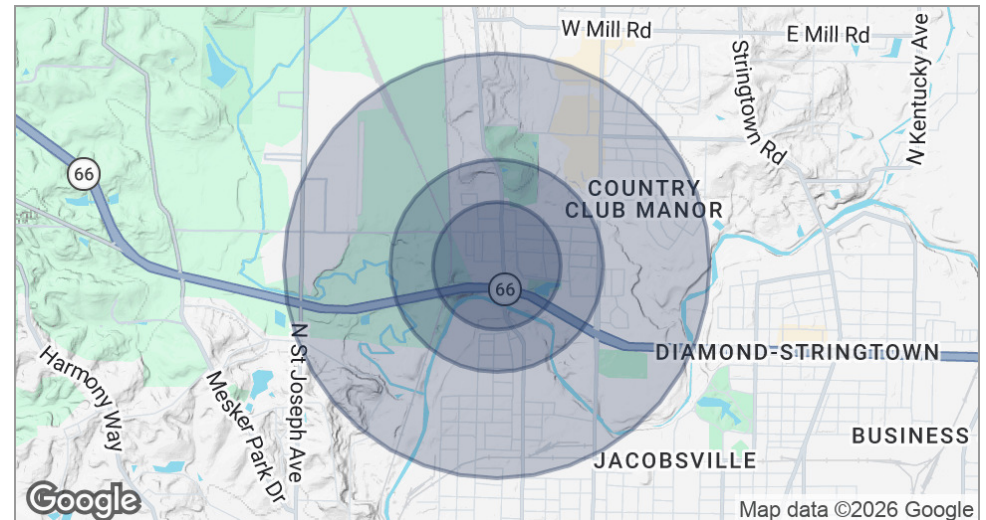 W Mill Rd
E Mill Rd
Stringtown Rd
N Kentucky Ave
66
COUNTRY
CLUB MANOR
66
DIAMOND-STRINGTOWN
N St Joseph Ave
Harmony Way
Mesker Park Dr
BUSINESS
JACOBSVILLE
Google
Map data ©2026 Google